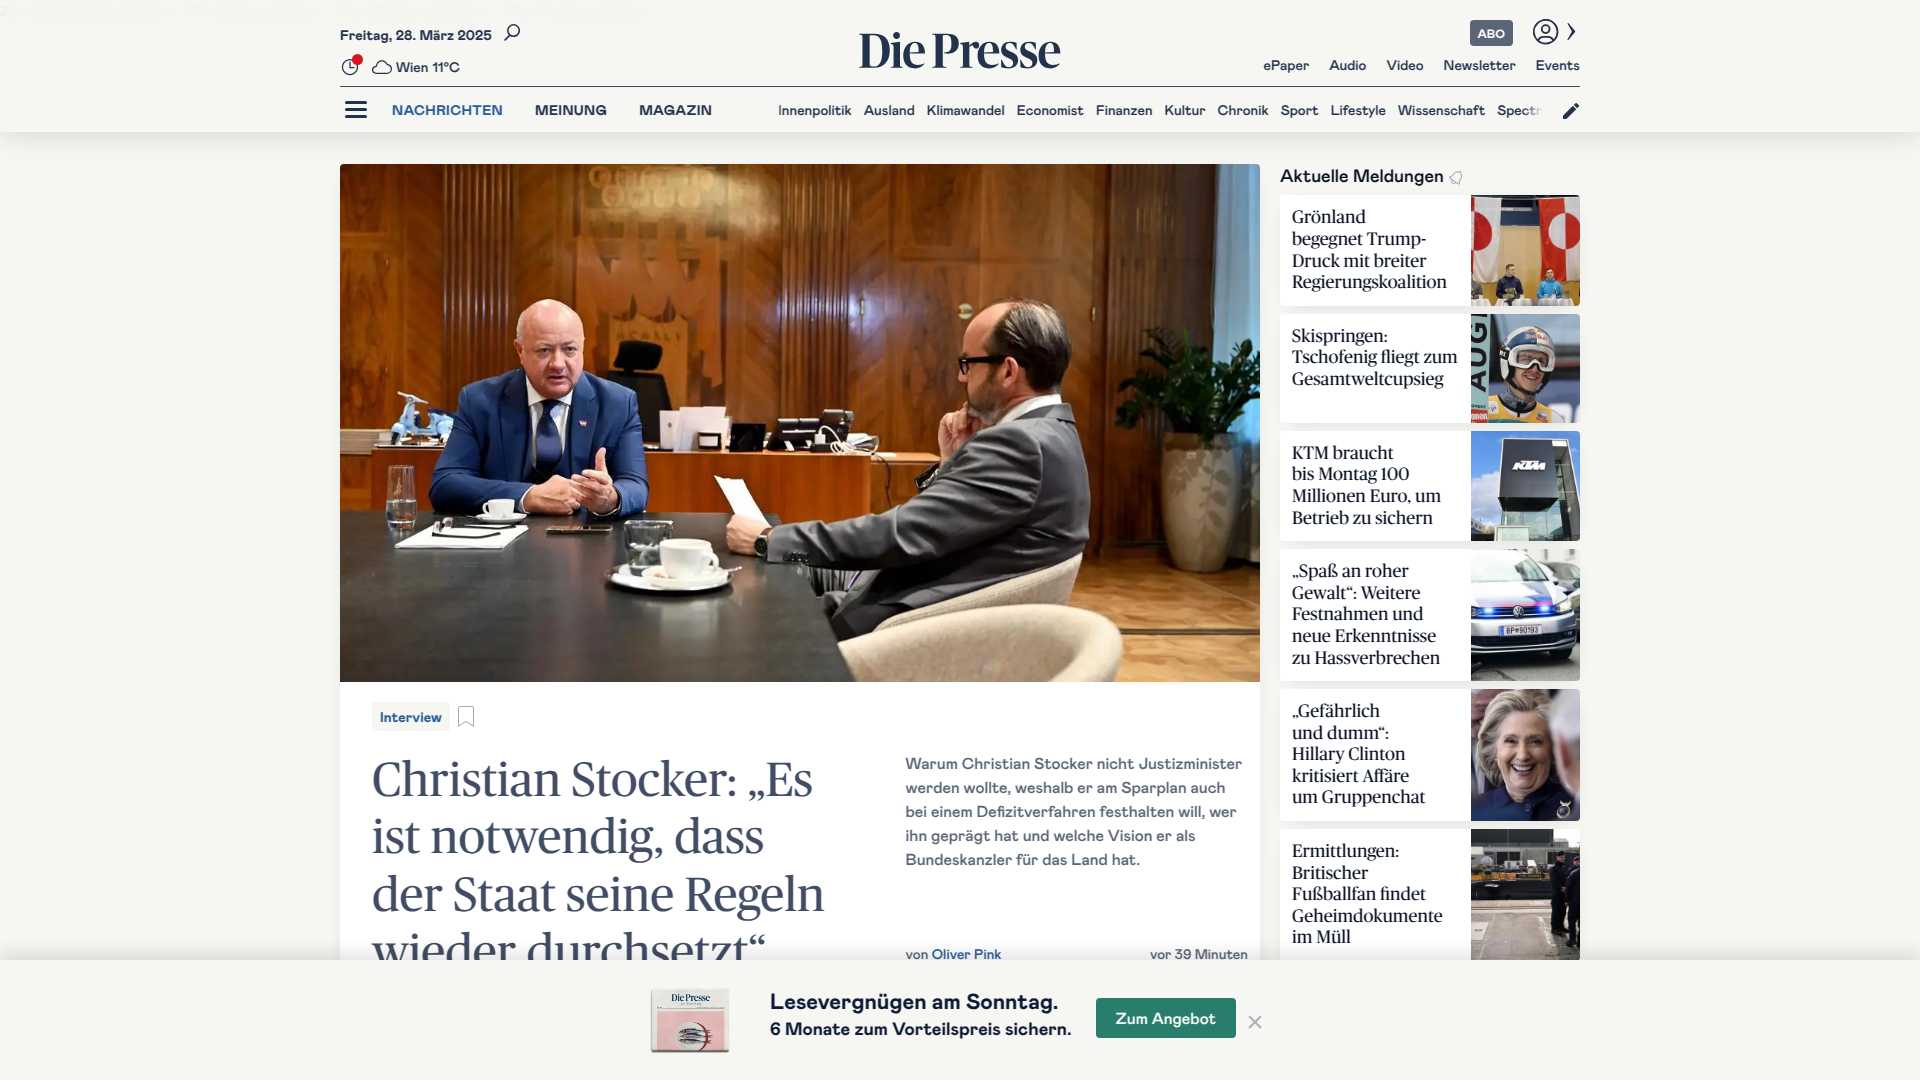 Freitag, 28. März 2025
Wien 11°C
Die Presse
ABO
ePaper Audio Video Newsletter Events
NACHRICHTEN MEINUNG MAGAZIN
Innenpolitik Ausland Klimawandel Economist Finanzen Kultur Chronik Sport Lifestyle Wissenschaft
Interview
Christian Stocker: „Es
ist notwendig, dass
der Staat seine Regeln
wieder durchsetzt“
Warum Christian Stocker nicht Justizminister
werden wollte, weshalb er am Sparplan auch
bei einem Defizitverfahren festhalten will, wer
ihn geprägt hat und welche Vision er als
Bundeskanzler für das Land hat.
von Oliver Pink
vor 39 Minuten
Aktuelle Meldungen
Grönland
begegnet Trump-
Druck mit breiter
Regierungskoalition
Skispringen:
Tschofenig fliegt zum
Gesamtweltcupsieg
AUGI
KTM braucht
bis Montag 100
Millionen Euro, um
Betrieb zu sichern
KTM
„Spaß an roher
Gewalt“: Weitere
Festnahmen und
neue Erkenntnisse
zu Hassverbrechen
BP 90193
„Gefährlich
und dumm“:
Hillary Clinton
kritisiert Affäre
um Gruppenchat
Ermittlungen:
Britischer
Fußballfan findet
Geheimdokumente
im Müll
Die Presse
Lesevergnügen am Sonntag.
6 Monate zum Vorteilspreis sichern.
Zum Angebot